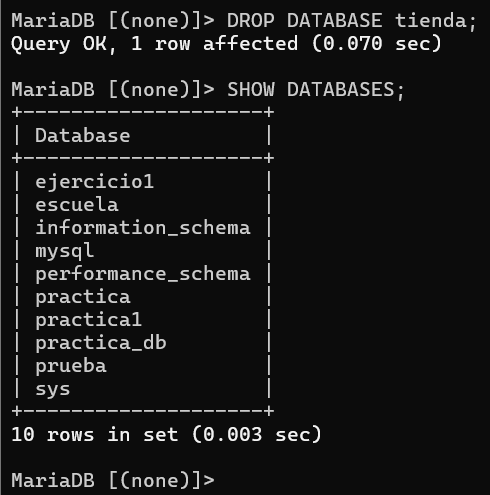 MariaDB [(none)]> DROP DATABASE tienda;
Query OK, 1 row affected (0.070 sec)

MariaDB [(none)]> SHOW DATABASES;
+--------------------+
| Database           |
+--------------------+
| ejercicio1         |
| escuela            |
| information_schema |
| mysql              |
| performance_schema |
| practica           |
| practica1          |
| practica_db        |
| prueba             |
| sys                |
+--------------------+
10 rows in set (0.003 sec)

MariaDB [(none)]>